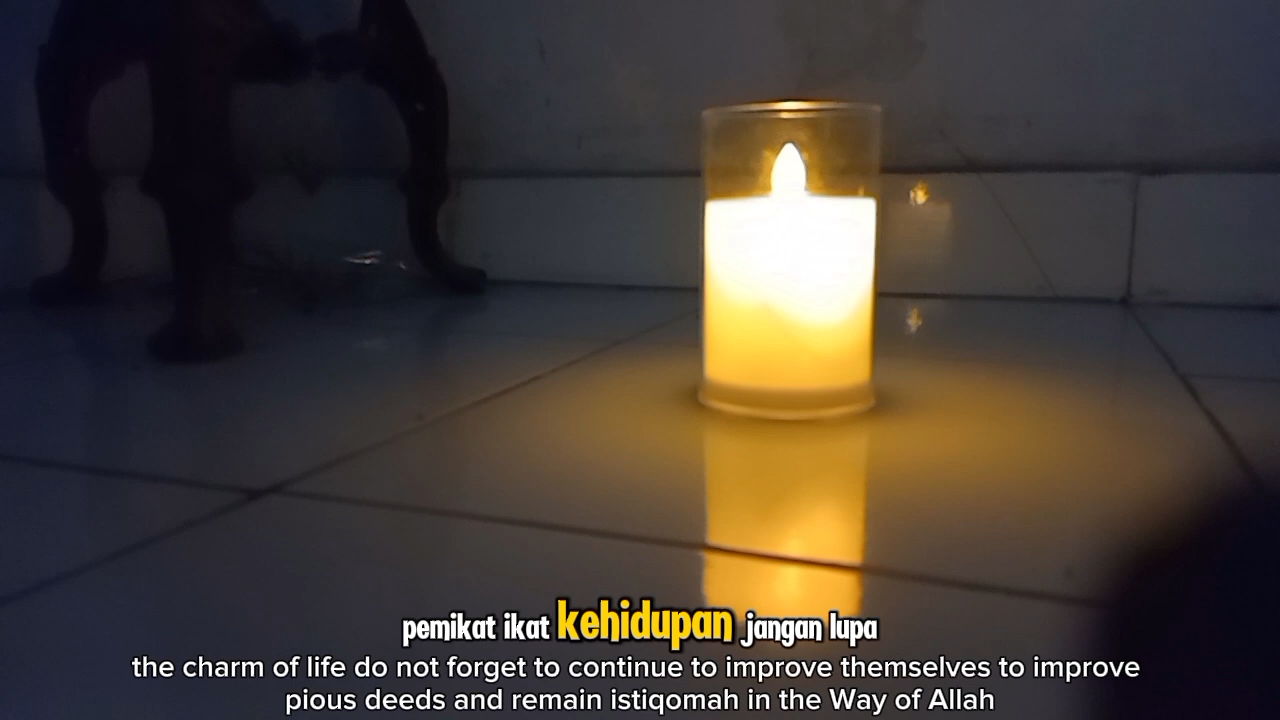 pemikat ikat kehidupan jangan lupa
the charm of life do not forget to continue to improve themselves to improve
pious deeds and remain istiqomah in the Way of Allah